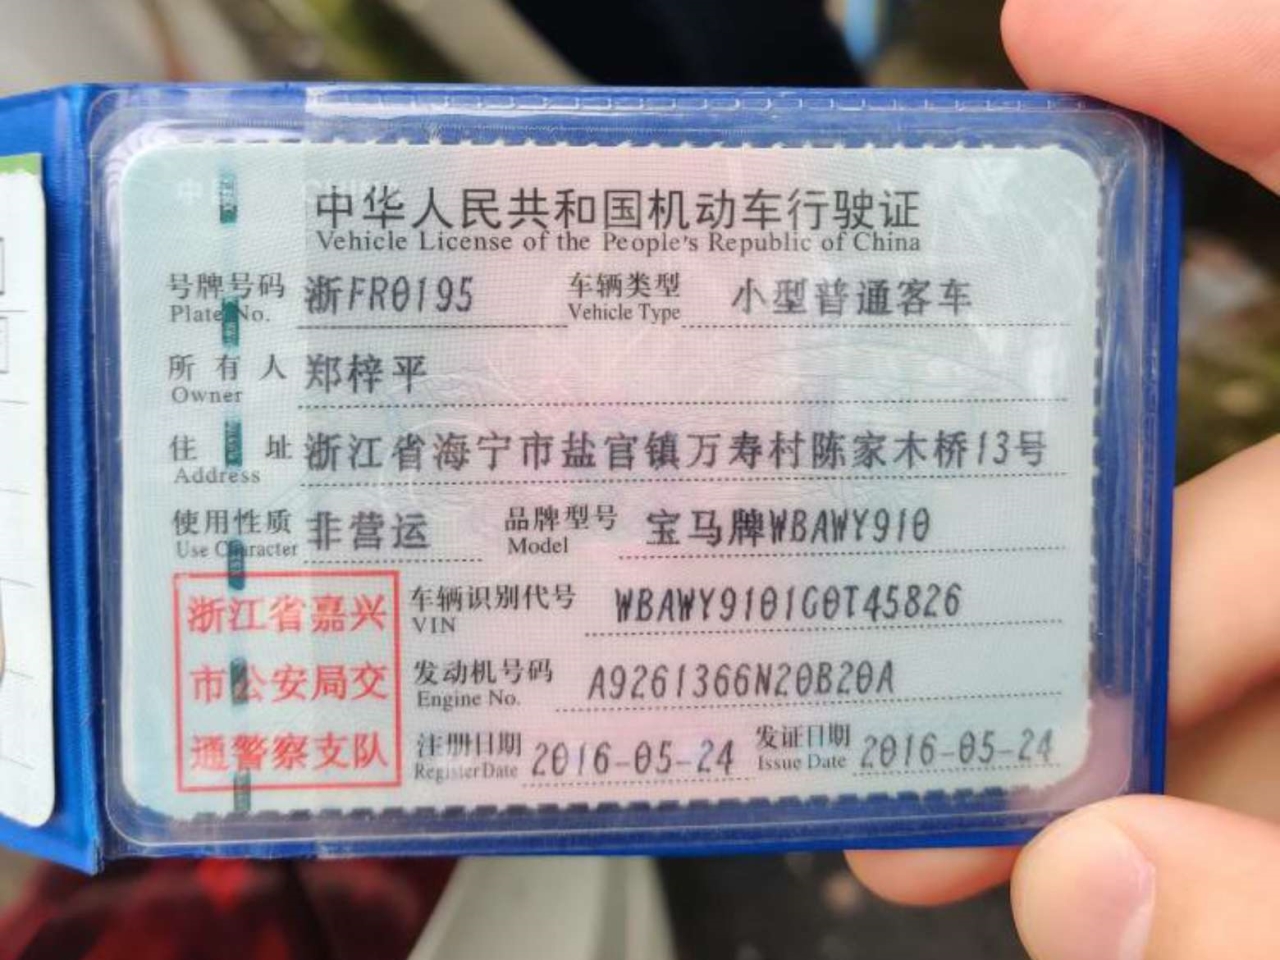 中华人民共和国机动车行驶证
Vehicle License of the People's Republic of China
号牌号码 浙FR0195 车辆类型 小型普通客车
Plate No. Vehicle Type
所有人 郑梓平
Owner
住址 浙江省海宁市盐官镇万寿村陈家木桥13号
Address
使用性质 非营运 品牌型号 宝马牌WBAWY910
Use Character Model
浙江省嘉兴
市公安局交
通警察支队
车辆识别代号 WBAWY9101G0T45826
VIN
发动机号码 A9261366N20B20A
Engine No.
注册日期 2016-05-24 发证日期 2016-05-24
Register Date Issue Date